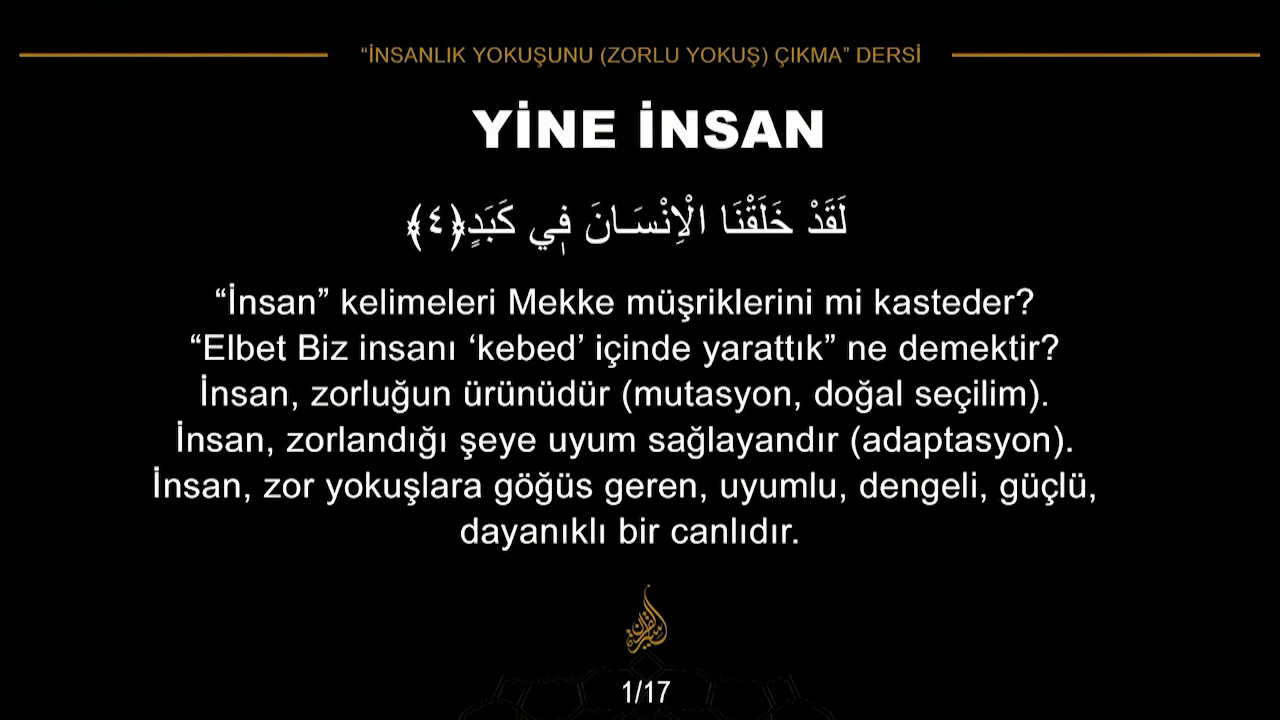 “İNSANLIK YOKUŞUNU (ZORLU YOKUŞ) ÇIKMA” DERSİ
YİNE İNSAN
لَقَدْ خَلَقْنَا الْاِنْسَانَ ف۪ي كَبَدٍ﴿٤﴾
“İnsan” kelimeleri Mekke müşriklerini mi kasteder?
“Elbet Biz insanı ‘kebed’ içinde yarattık” ne demektir?
İnsan, zorluğun ürünüdür (mutasyon, doğal seçilim).
İnsan, zorlandığı şeye uyum sağlayandır (adaptasyon).
İnsan, zor yokuşlara göğüs geren, uyumlu, dengeli, güçlü,
dayanıklı bir canlıdır.
1/17